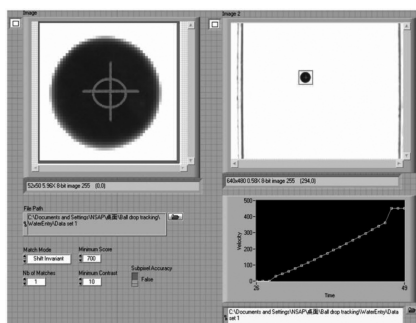 Image
Image 2
52x50 5.96X 8-bit image 255 (0,0)
640x480 0.58X 8-bit image 255 (294,0)
File Path
C:\Documents and Settings\NSAP\桌面\Ball drop tracking\
WaterEntry\Data set 1
Match Mode
Shift Invariant
Minimum Score
700
Nb of Matches
1
Minimum Contrast
10
Subpixel Accuracy
False
500
400
300
200
100
0
Velocity
26
49
Time
C:\Documents and Settings\NSAP\桌面\Ball drop tracking\WaterEntry\Data
set 1